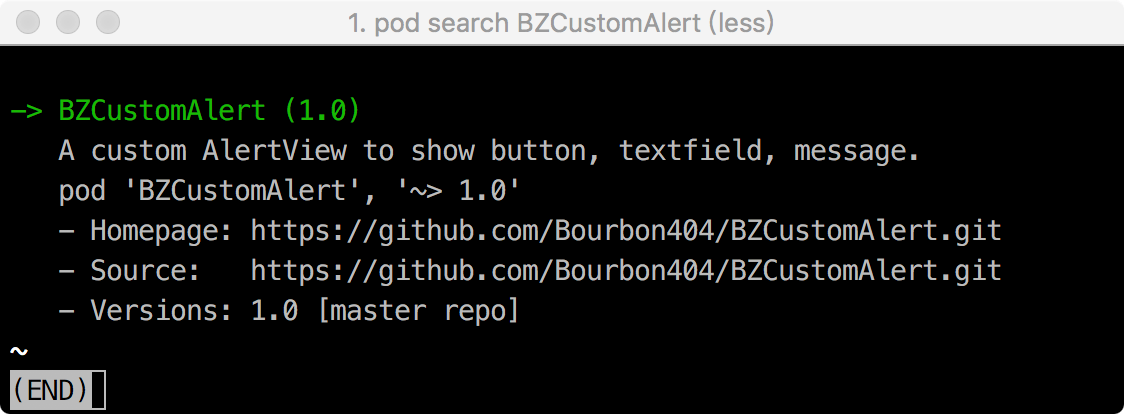 1. pod search BZCustomAlert (less)
-> BZCustomAlert (1.0)
A custom AlertView to show button, textfield, message.
pod 'BZCustomAlert', '~> 1.0'
- Homepage: https://github.com/Bourbon404/BZCustomAlert.git
- Source:   https://github.com/Bourbon404/BZCustomAlert.git
- Versions: 1.0 [master repo]
~
(END)